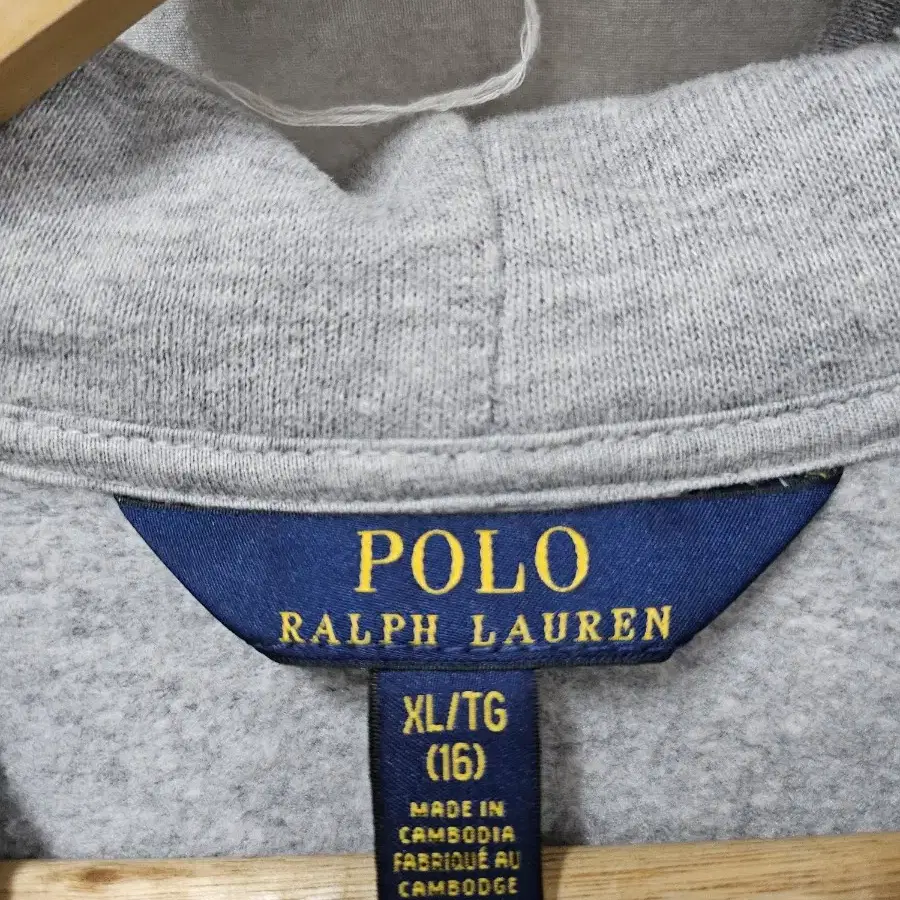 POLO
RALPH LAUREN
XL/TG
(16)
MADE IN
CAMBODIA
FABRIQUÉ AU
CAMBODGE